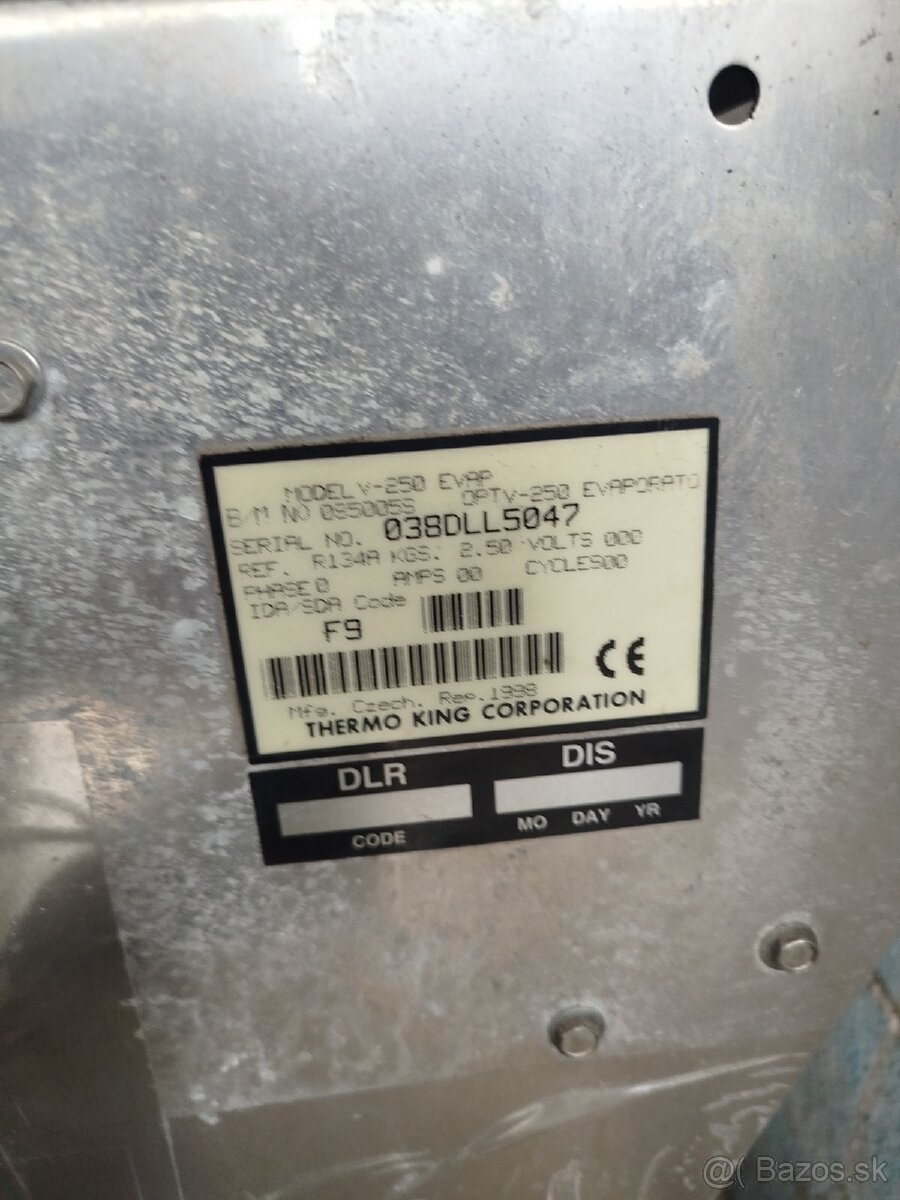 MODEL V-250 EVAP
B/M NO 085005S OPTV-250 EVAPORATO
SERIAL NO. 038DLL5047
REF. R134A KGS: 2.50 VOLTS 000
PHASE 0 AMPS 00 CYCLES00
IDA/SDA Code
F9
CE
Mfg. Czech. Rep.1998
THERMO KING CORPORATION
DLR DIS
CODE MO DAY YR
@( Bazos.sk